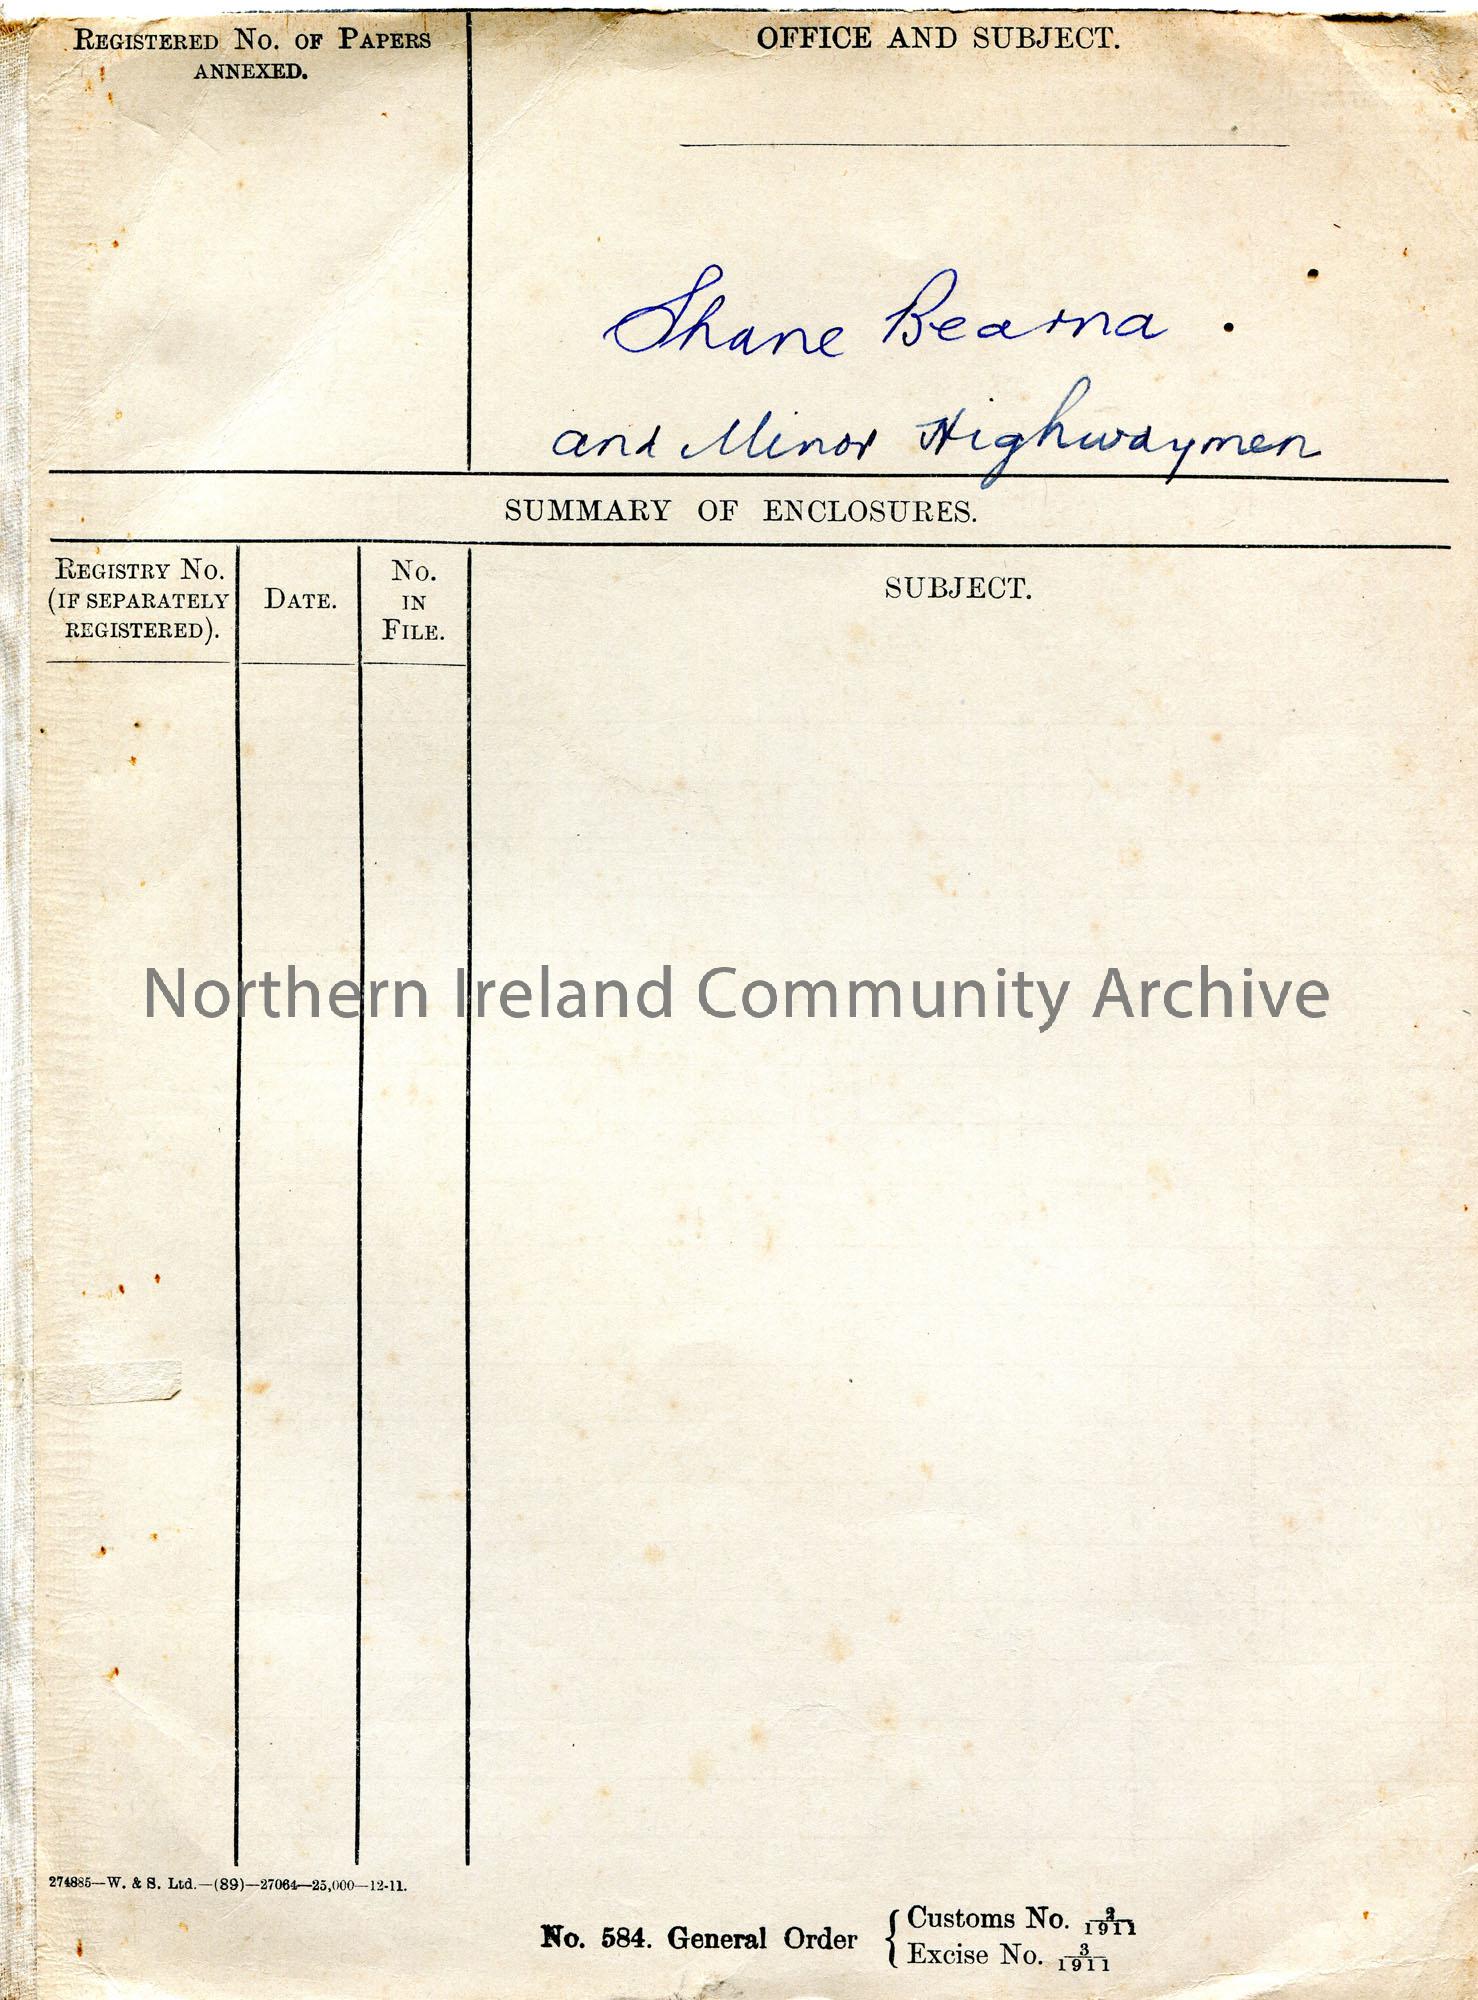 REGISTERED NO. OF PAPERS
ANNEXED.
OFFICE AND SUBJECT.
Shane Bearna .
and Minor Highwaymen
SUMMARY OF ENCLOSURES.
REGISTRY NO.
(IF SEPARATELY
REGISTERED).
DATE.
NO.
IN
FILE.
SUBJECT.
Northern Ireland Community Archive
274885—W. & S. Ltd.—(89)—27064—25,000—12-11.
No. 584. General Order { Customs No. 3/1911
Excise No. 3/1911